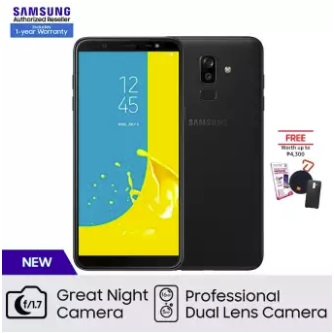 SAMSUNG
Authorized Reseller
Includes
1-year Warranty
12
45
SAMSUNG
FREE
Worth up to
₱4,300
NEW
f/1.7
Great Night
Camera
Professional
Dual Lens Camera